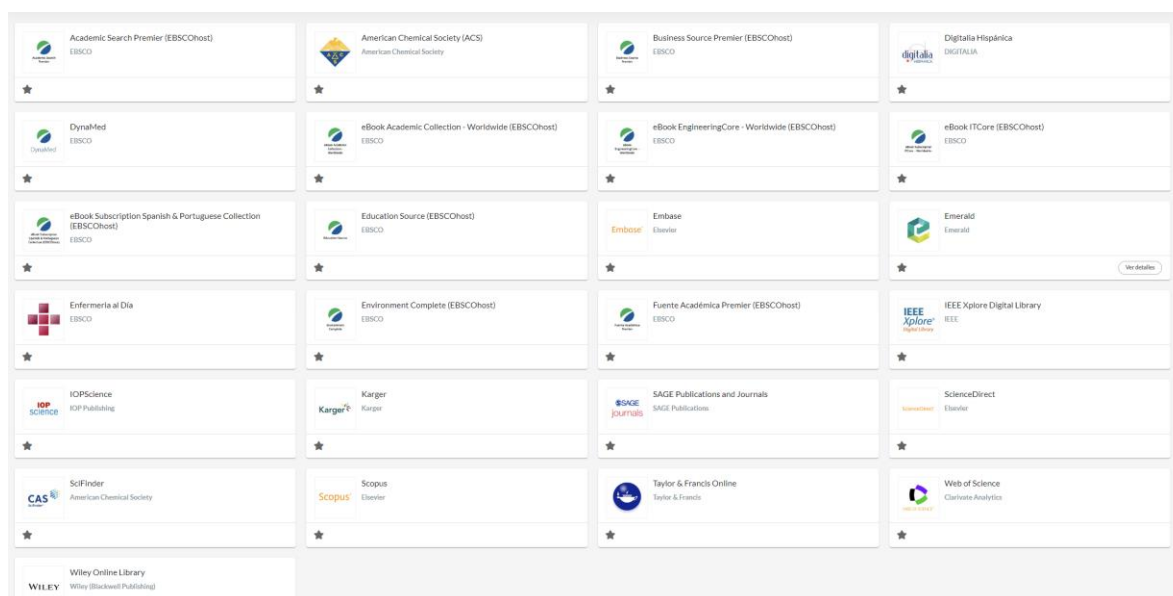 Academic Search Premier (EBSCOhost)
EBSCO
American Chemical Society (ACS)
American Chemical Society
Business Source Premier (EBSCOhost)
EBSCO
digitalia
HISPÁNICA
Digitalia Hispánica
DIGITALIA
DynaMed
DynaMed
EBSCO
eBook Academic Collection - Worldwide (EBSCOhost)
EBSCO
eBook EngineeringCore - Worldwide (EBSCOhost)
EBSCO
eBook ITCore (EBSCOhost)
EBSCO
eBook Subscription Spanish & Portuguese Collection
(EBSCOhost)
EBSCO
Education Source (EBSCOhost)
EBSCO
Embase
Embase
Elsevier
Emerald
Emerald
Ver detalles
Enfermeria al Día
EBSCO
Environment Complete (EBSCOhost)
EBSCO
Fuente Académica Premier (EBSCOhost)
EBSCO
IEEE
Xplore
Digital Library
IEEE Xplore Digital Library
IEEE
IOP
science
IOPScience
IOP Publishing
Karger
Karger
Karger
SAGE
journals
SAGE Publications and Journals
SAGE Publications
ScienceDirect
ScienceDirect
Elsevier
CAS
SciFinder
SciFinder
American Chemical Society
Scopus
Scopus
Elsevier
Taylor & Francis Online
Taylor & Francis
Web of Science
Clarivate Analytics
WILEY
Wiley Online Library
Wiley (Blackwell Publishing)